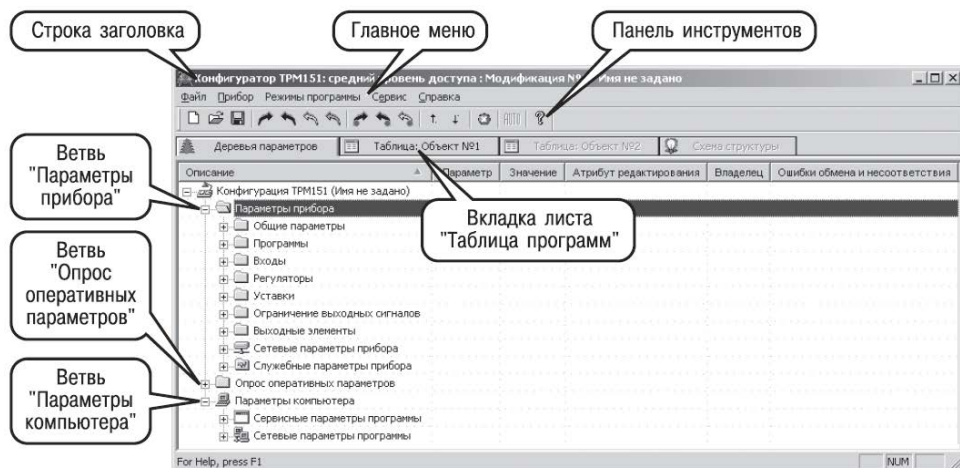 Строка заголовка
Главное меню
Панель инструментов
Конфигуратор ТРМ151: средний уровень доступа : Модификация Имя не задано
Файл Прибор Режимы программы Сервис Справка
AUTO
Деревья параметров Таблица: Объект №1 Таблица: Объект №2 Схема структуры
Описание Параметр Значение Атрибут редактирования Владелец Ошибки обмена и несоответствия
Ветвь
"Параметры
прибора"
Конфигурация ТРМ151 (Имя не задано)
Параметры прибора
Общие параметры
Программы
Входы
Регуляторы
Уставки
Ограничение выходных сигналов
Выходные элементы
Сетевые параметры прибора
Служебные параметры прибора
Опрос оперативных параметров
Параметры компьютера
Сервисные параметры программы
Сетевые параметры программы
Вкладка листа
"Таблица программ"
Ветвь
"Опрос
оперативных
параметров"
Ветвь
"Параметры
компьютера"
For Help, press F1
NUM